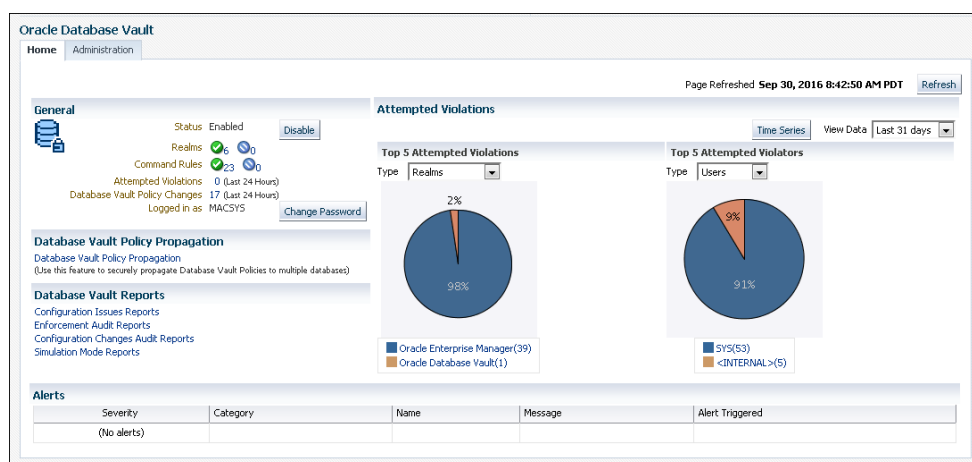 Oracle Database Vault
Home Administration
Page Refreshed Sep 30, 2016 8:42:50 AM PDT Refresh
General
Status Enabled Disable
Realms 6 0
Command Rules 23 0
Attempted Violations 0 (Last 24 Hours)
Database Vault Policy Changes 17 (Last 24 Hours)
Logged in as MACSYS Change Password
Database Vault Policy Propagation
Database Vault Policy Propagation
(Use this feature to securely propagate Database Vault Policies to multiple databases)
Database Vault Reports
Configuration Issues Reports
Enforcement Audit Reports
Configuration Changes Audit Reports
Simulation Mode Reports
Attempted Violations
Time Series View Data Last 31 days
Top 5 Attempted Violations
Type Realms
2%
98%
Oracle Enterprise Manager(39)
Oracle Database Vault(1)
Top 5 Attempted Violators
Type Users
9%
91%
SYS(53)
<INTERNAL>(5)
Alerts
Severity Category Name Message Alert Triggered
(No alerts)